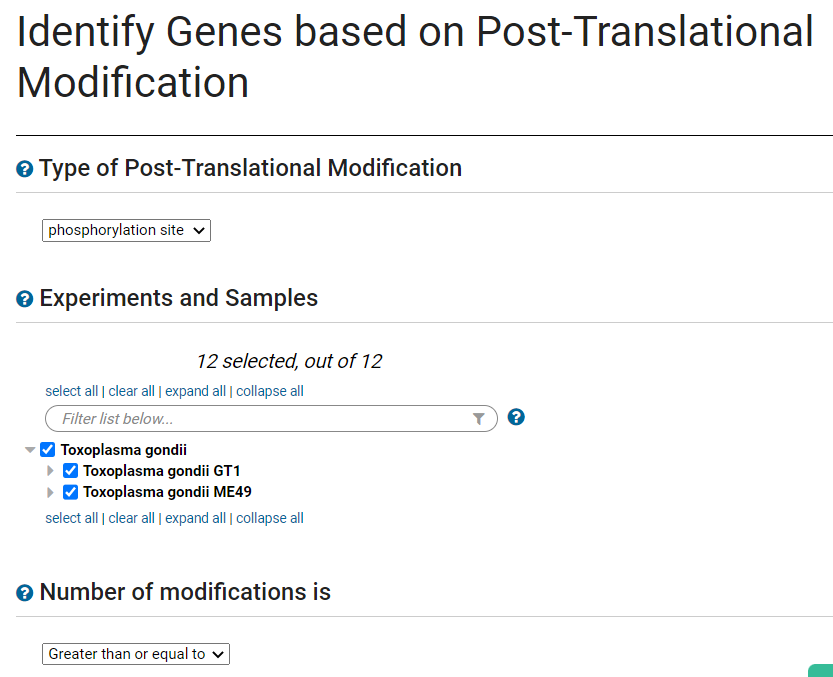 Identify Genes based on Post-Translational
Modification
Type of Post-Translational Modification
phosphorylation site
Experiments and Samples
12 selected, out of 12
select all | clear all | expand all | collapse all
Filter list below...
Toxoplasma gondii
Toxoplasma gondii GT1
Toxoplasma gondii ME49
select all | clear all | expand all | collapse all
Number of modifications is
Greater than or equal to